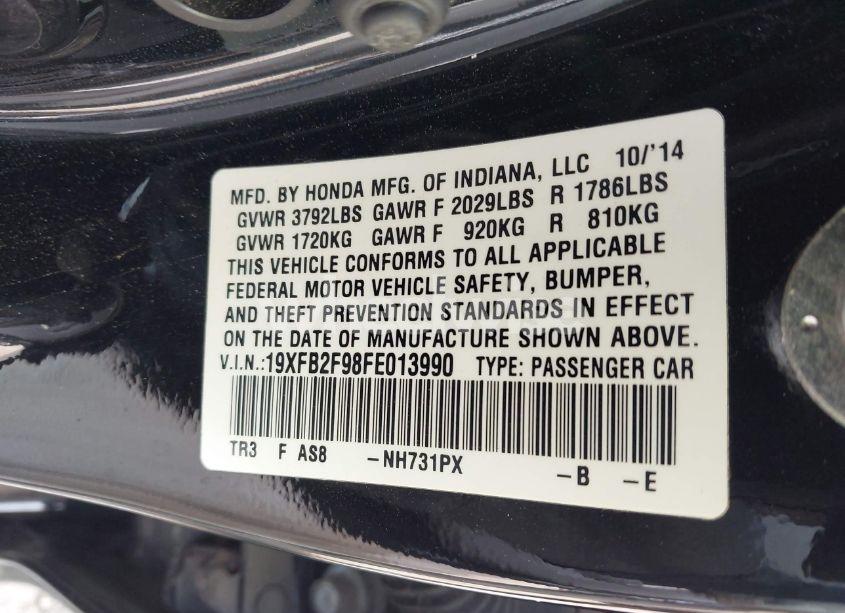 MFD. BY HONDA MFG. OF INDIANA, LLC 10/'14
GVWR 3792LBS GAWR F 2029LBS R 1786LBS
GVWR 1720KG GAWR F 920KG R 810KG
THIS VEHICLE CONFORMS TO ALL APPLICABLE
FEDERAL MOTOR VEHICLE SAFETY, BUMPER,
AND THEFT PREVENTION STANDARDS IN EFFECT
ON THE DATE OF MANUFACTURE SHOWN ABOVE.
V.I.N.:19XFB2F98FE013990 TYPE: PASSENGER CAR
TR3 F AS8 -NH731PX -B -E